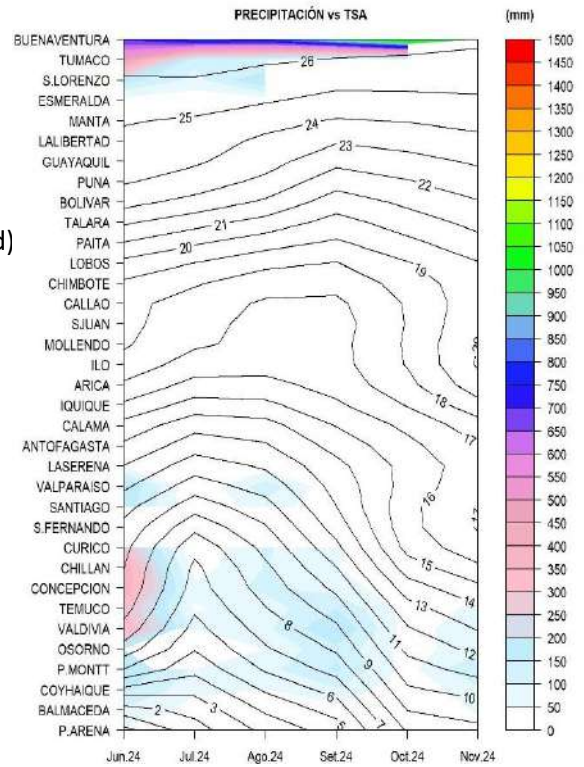 PRECIPITACIÓN vs TSA
(mm)
BUENAVENTURA
TUMACO
S.LORENZO
ESMERALDA
MANTA
LALIBERTAD
GUAYAQUIL
PUNA
BOLIVAR
TALARA
d)
PAITA
LOBOS
CHIMBOTE
CALLAO
SJUAN
MOLLENDO
ILO
ARICA
IQUIQUE
CALAMA
ANTOFAGASTA
LASERENA
VALPARAISO
SANTIAGO
S.FERNANDO
CURICO
CHILLAN
CONCEPCION
TEMUCO
VALDIVIA
OSORNO
P.MONTT
COYHAIQUE
BALMACEDA
P.ARENA
Jun.24 Jul.24 Ago.24 Set.24 Oct.24 Nov.24
26
25
24
23
22
21
20
19
18
17
16
15
14
13
12
11
10
9
8
7
6
3
2
1500
1450
1400
1350
1300
1250
1200
1150
1100
1050
1000
950
900
850
800
750
700
650
600
550
500
450
400
350
300
250
200
150
100
50
0